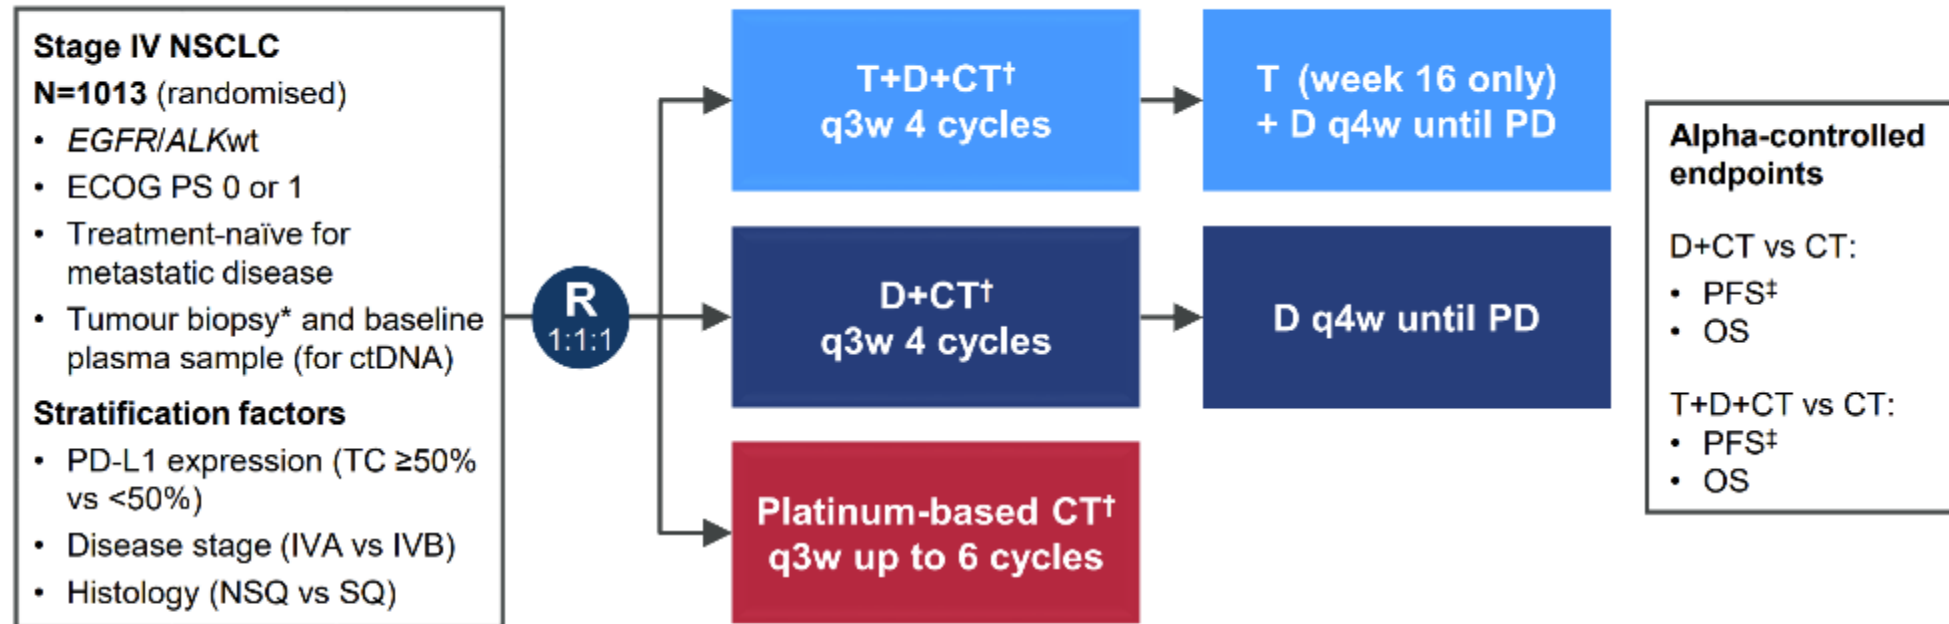 Stage IV NSCLC
N=1013 (randomised)
• EGFR/ALKwt
• ECOG PS 0 or 1
• Treatment-naïve for
metastatic disease
• Tumour biopsy* and baseline
plasma sample (for ctDNA)
Stratification factors
• PD-L1 expression (TC ≥50%
vs <50%)
• Disease stage (IVA vs IVB)
• Histology (NSQ vs SQ)
R
1:1:1
T+D+CT†
q3w 4 cycles
T (week 16 only)
+ D q4w until PD
D+CT†
q3w 4 cycles
D q4w until PD
Platinum-based CT†
q3w up to 6 cycles
Alpha-controlled
endpoints
D+CT vs CT:
• PFS‡
• OS
T+D+CT vs CT:
• PFS‡
• OS